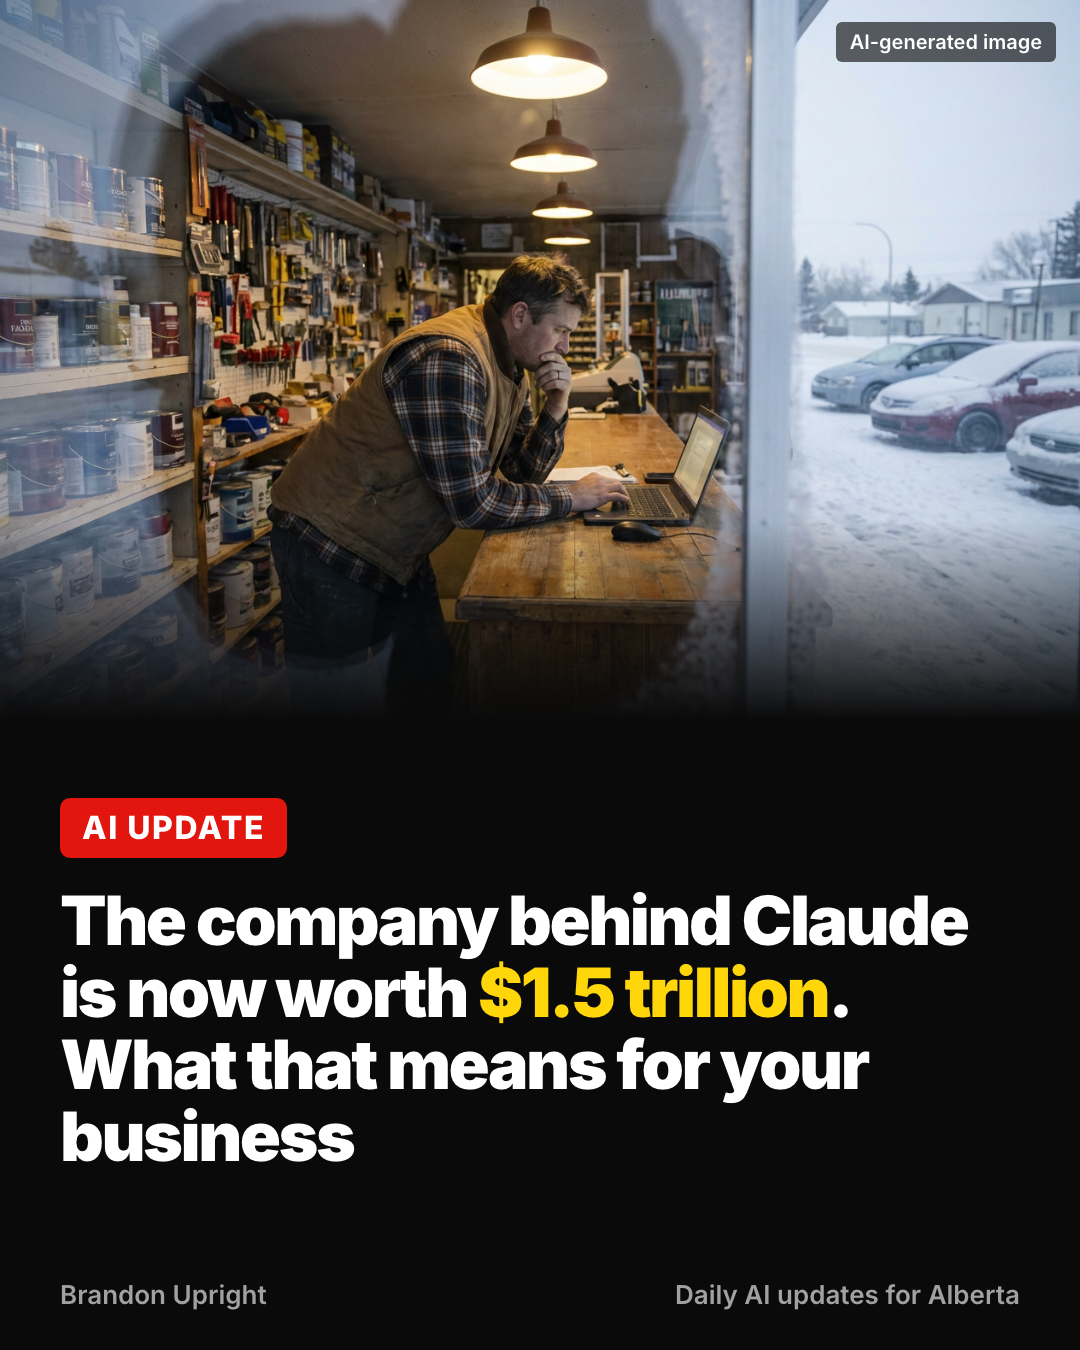 AI-generated image
AI UPDATE
The company behind Claude
is now worth $1.5 trillion.
What that means for your
business
Brandon Upright
Daily AI updates for Alberta